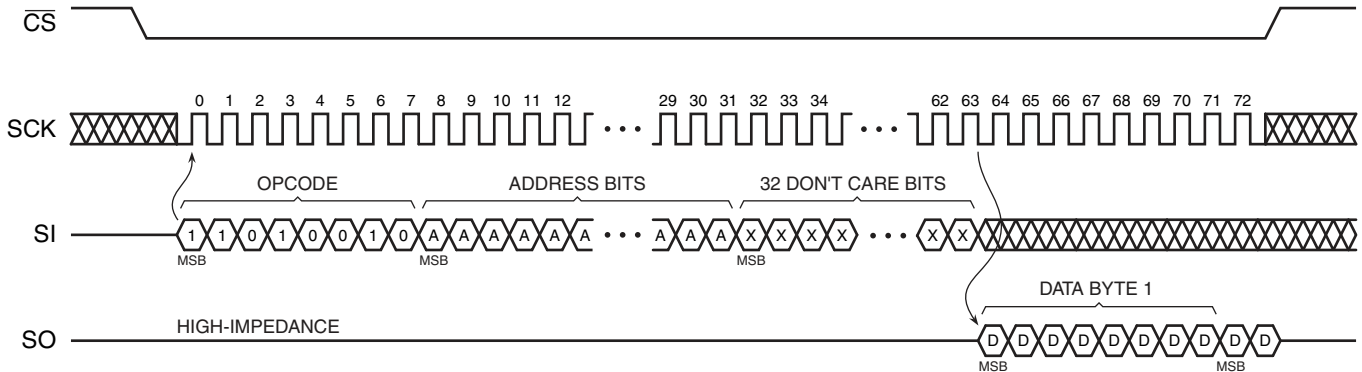 CS
0 1 2 3 4 5 6 7 8 9 10 11 12 29 30 31 32 33 34 62 63 64 65 66 67 68 69 70 71 72
SCK
OPCODE ADDRESS BITS 32 DON'T CARE BITS
SI 1 1 0 1 0 0 1 0 A A A A A A A A A X X X X X X
MSB MSB MSB
DATA BYTE 1
HIGH-IMPEDANCE
SO D D D D D D D D D D
MSB MSB